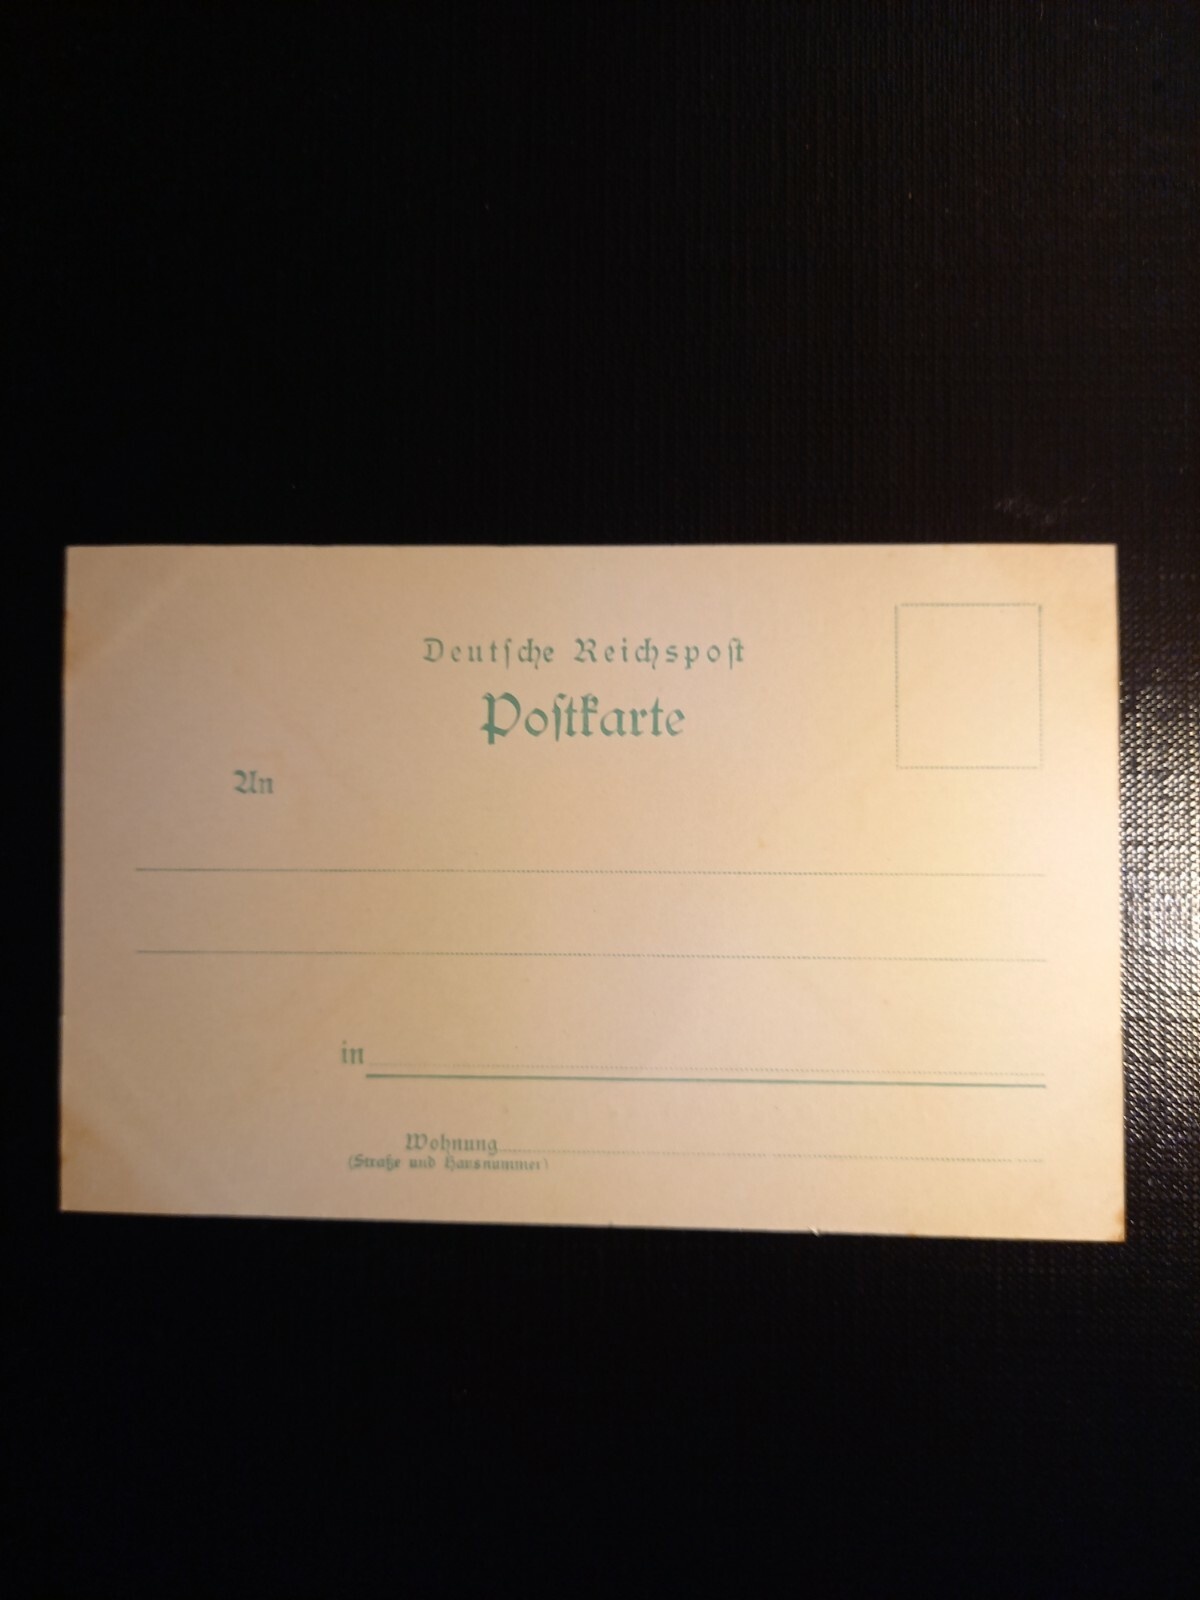 Deutſche Reichspoſt
Poſtkarte
An
in
Wohnung
(Straße und Hausnummer)